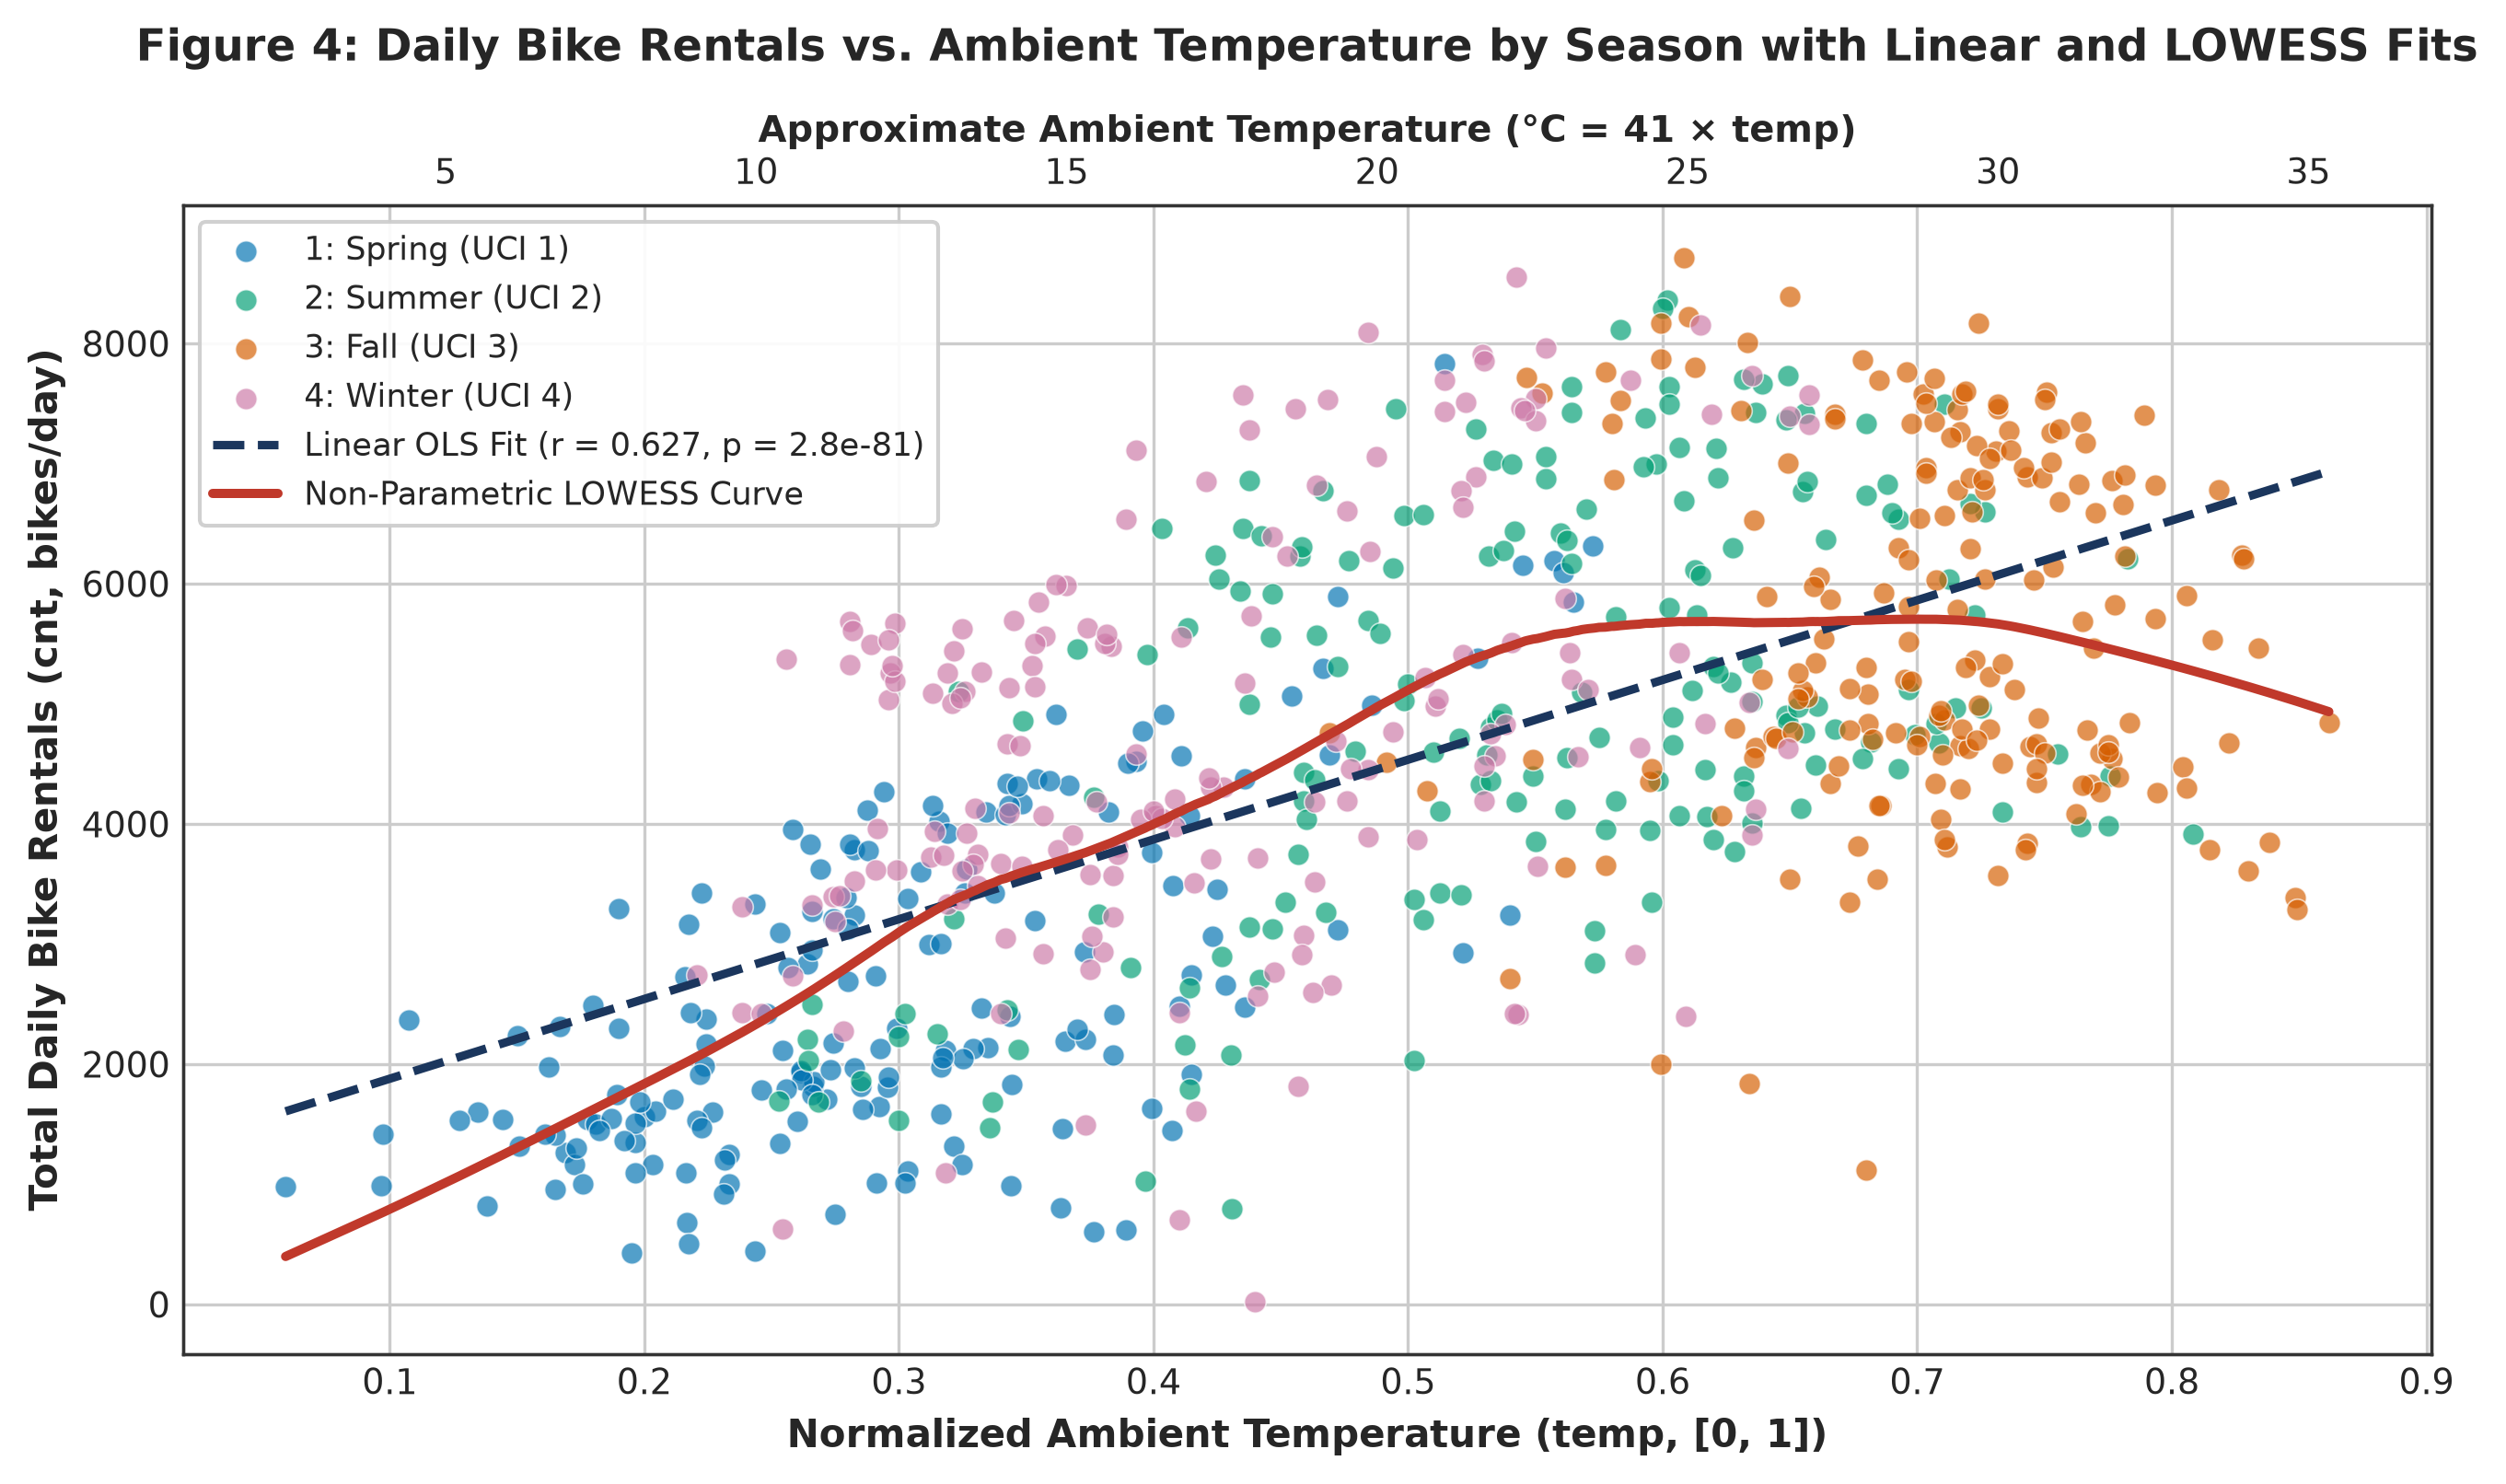 Figure 4: Daily Bike Rentals vs. Ambient Temperature by Season with Linear and LOWESS Fits
Approximate Ambient Temperature (°C = 41 × temp)
5 10 15 20 25 30 35
1: Spring (UCI 1)
2: Summer (UCI 2)
3: Fall (UCI 3)
4: Winter (UCI 4)
Linear OLS Fit (r = 0.627, p = 2.8e-81)
Non-Parametric LOWESS Curve
Total Daily Bike Rentals (cnt, bikes/day)
8000
6000
4000
2000
0
0.1 0.2 0.3 0.4 0.5 0.6 0.7 0.8 0.9
Normalized Ambient Temperature (temp, [0, 1])